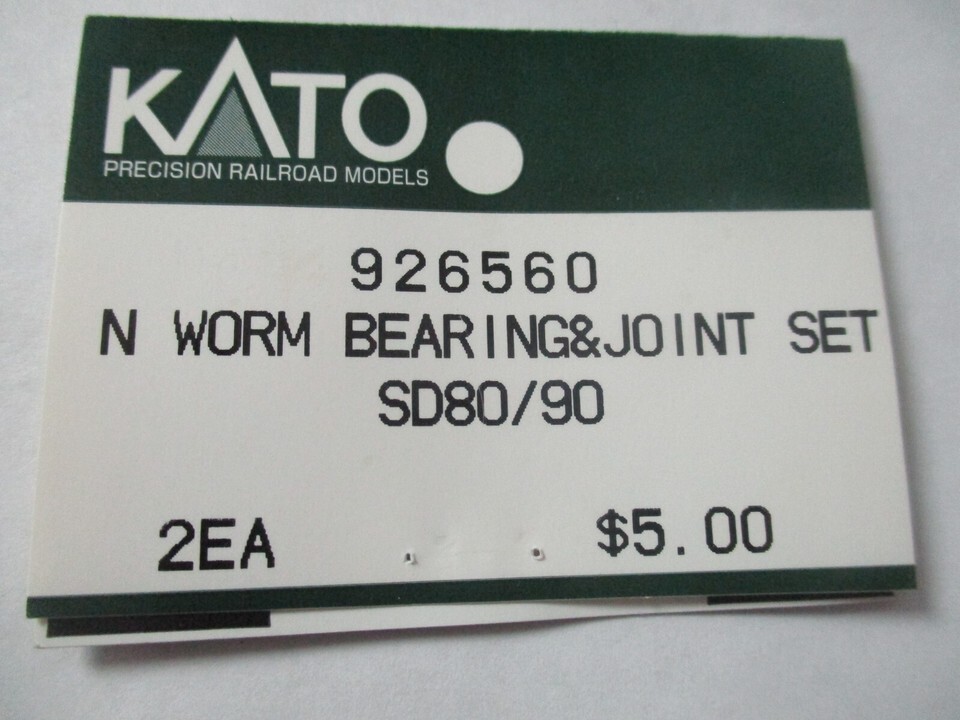 KATO
PRECISION RAILROAD MODELS
926560
N WORM BEARING&JOINT SET
SD80/90
2EA $5.00